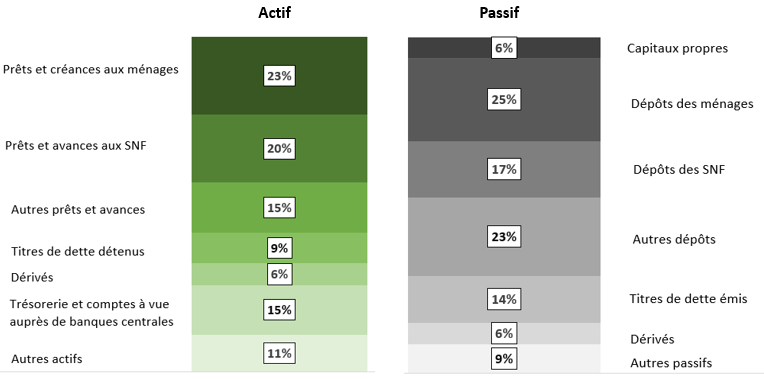 Actif
Passif
Prêts et créances aux ménages
23%
Prêts et avances aux SNF
20%
Autres prêts et avances
15%
Titres de dette détenus
9%
Dérivés
6%
Trésorerie et comptes à vue
auprès de banques centrales
15%
Autres actifs
11%
6%
Capitaux propres
25%
Dépôts des ménages
17%
Dépôts des SNF
23%
Autres dépôts
14%
Titres de dette émis
6%
Dérivés
9%
Autres passifs